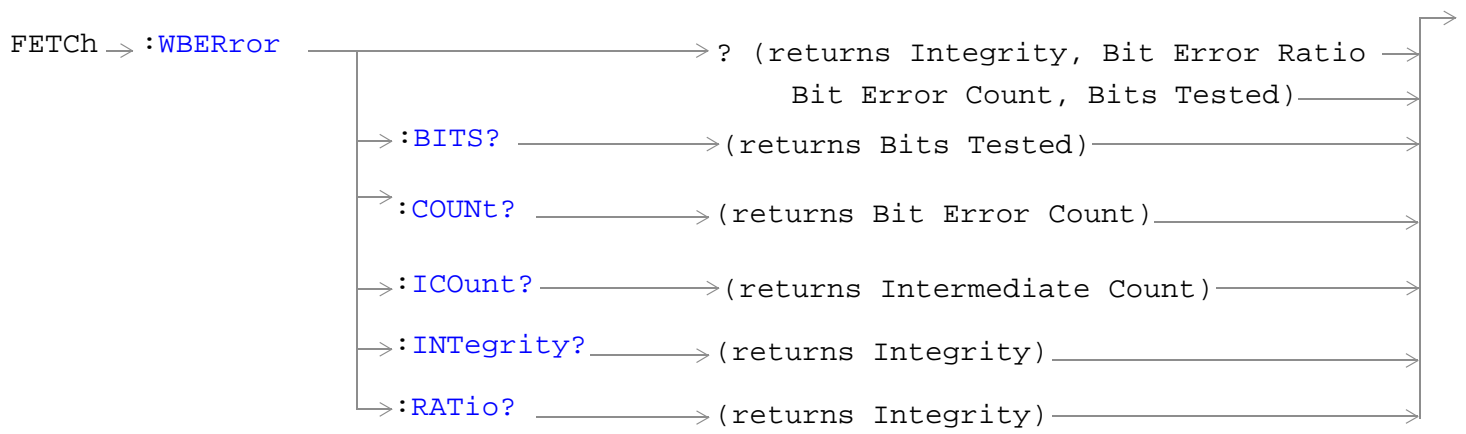 FETCh :WBERror ? (returns Integrity, Bit Error Ratio
Bit Error Count, Bits Tested)
:BITS? (returns Bits Tested)
:COUNt? (returns Bit Error Count)
:ICOunt? (returns Intermediate Count)
:INTegrity? (returns Integrity)
:RATio? (returns Integrity)